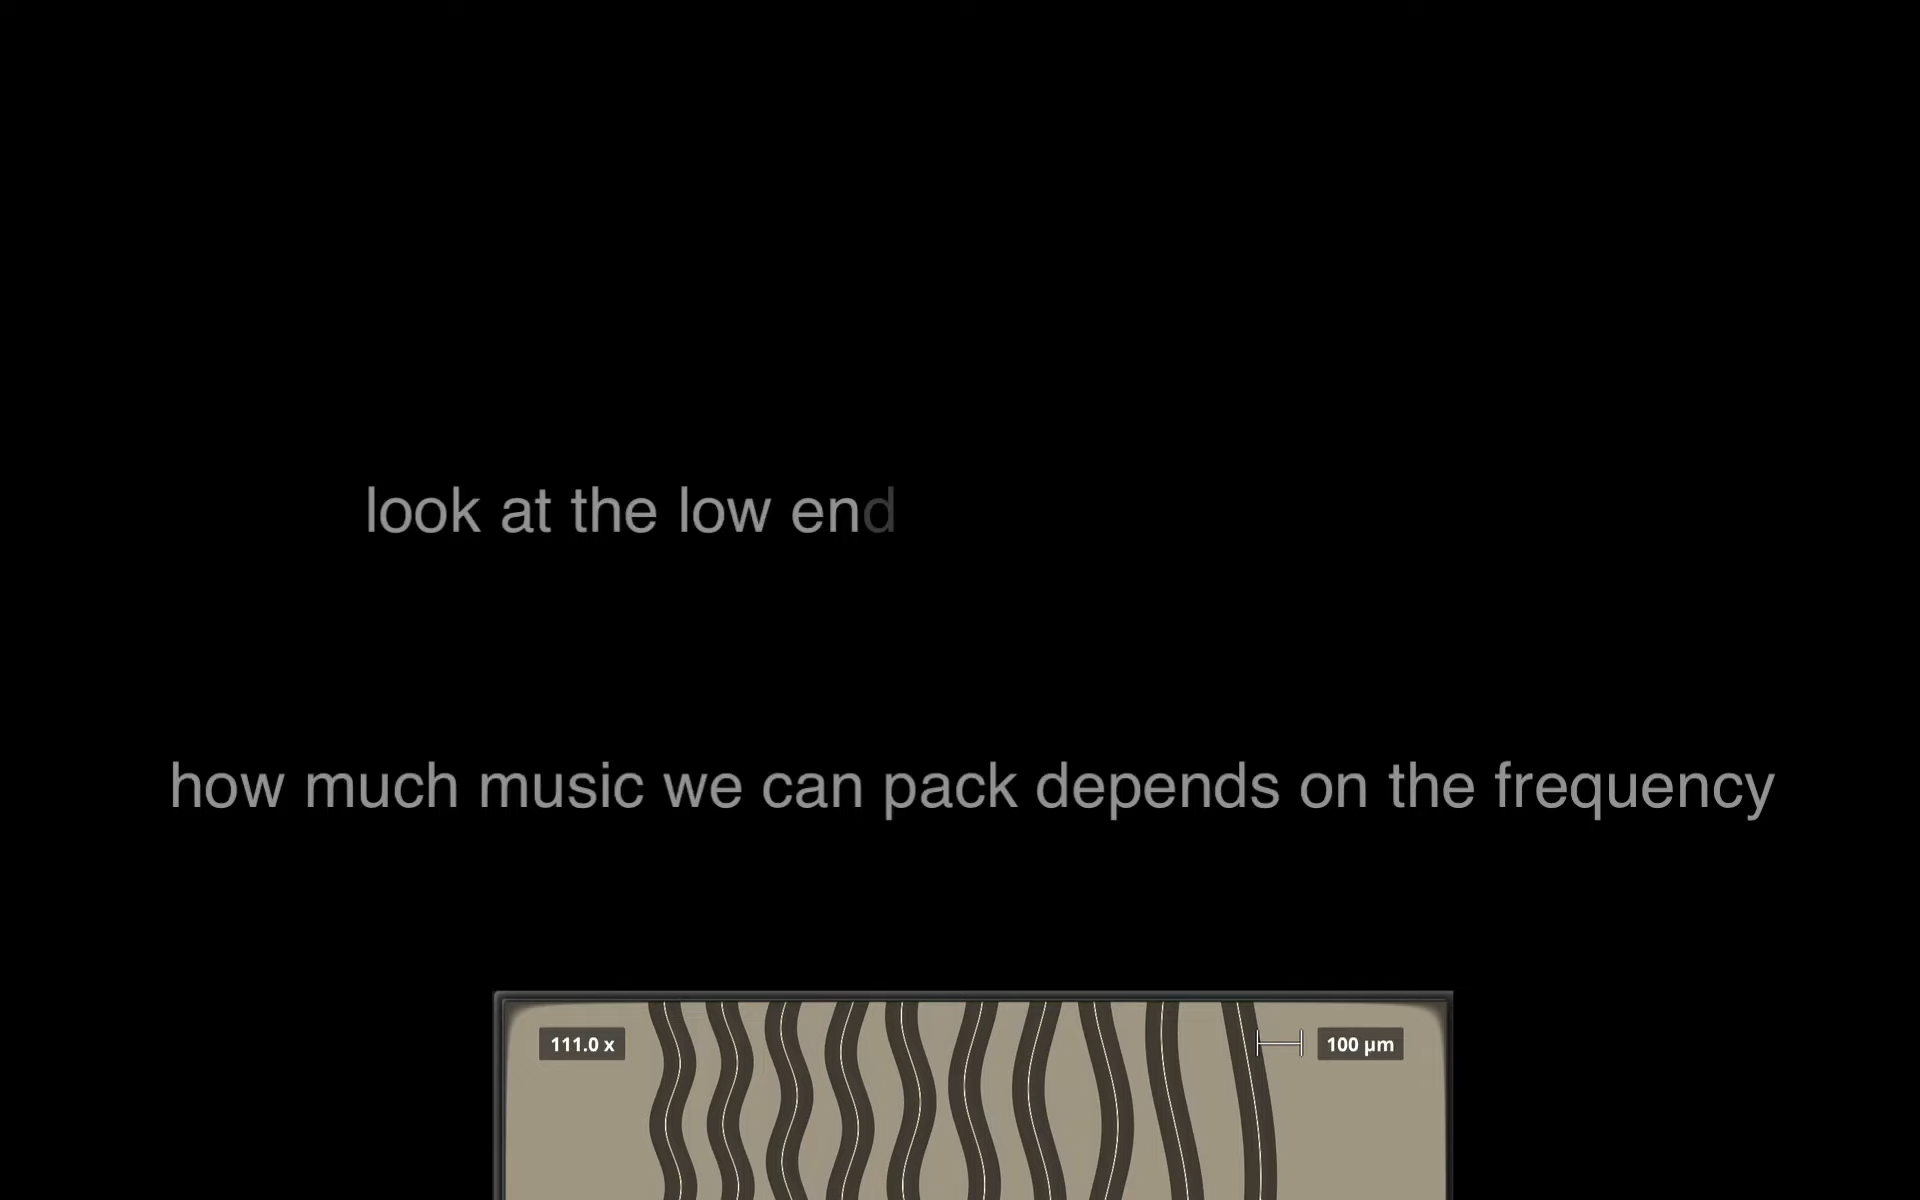 look at the low end
how much music we can pack depends on the frequency
111.0 x
100 µm